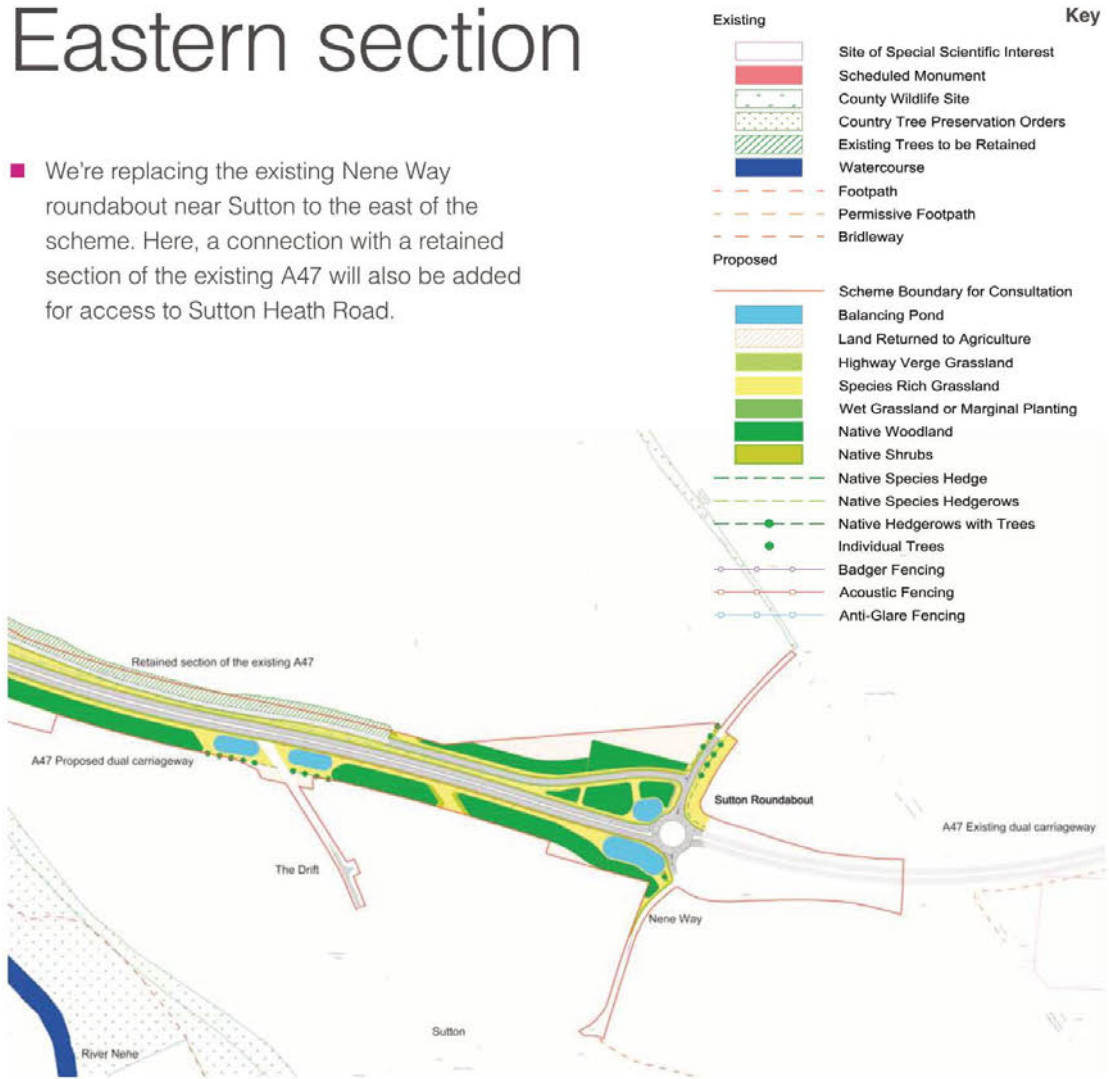 Eastern section
■ We're replacing the existing Nene Way
roundabout near Sutton to the east of the
scheme. Here, a connection with a retained
section of the existing A47 will also be added
for access to Sutton Heath Road.
Key
Existing
Site of Special Scientific Interest
Scheduled Monument
County Wildlife Site
Country Tree Preservation Orders
Existing Trees to be Retained
Watercourse
Footpath
Permissive Footpath
Bridleway
Proposed
Scheme Boundary for Consultation
Balancing Pond
Land Returned to Agriculture
Highway Verge Grassland
Species Rich Grassland
Wet Grassland or Marginal Planting
Native Woodland
Native Shrubs
Native Species Hedge
Native Species Hedgerows
Native Hedgerows with Trees
Individual Trees
Badger Fencing
Acoustic Fencing
Anti-Glare Fencing
Retained section of the existing A47
A47 Proposed dual carriageway
Sutton Roundabout
A47 Existing dual carriageway
The Drift
Nene Way
Sutton
River Nene